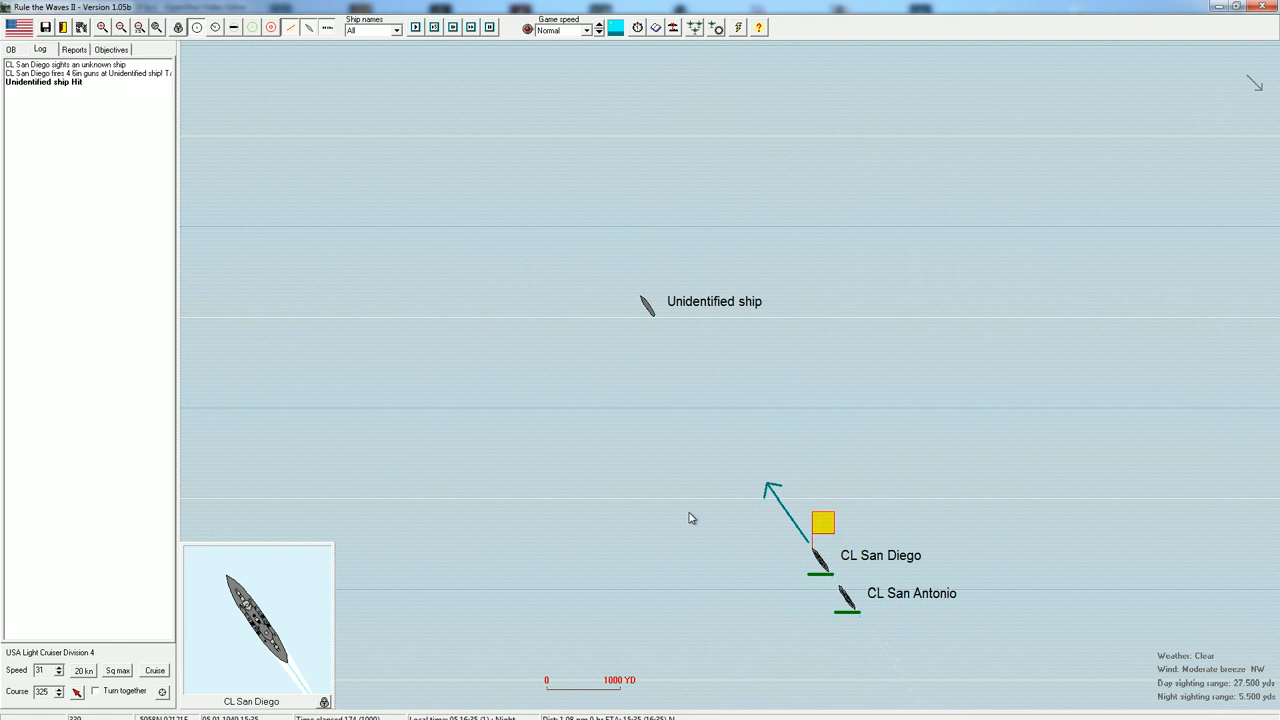 Rule the Waves II - Version 1.05b
Ship names
All
Game speed
Normal
OB Log Reports Objectives
CL San Diego sights an unknown ship
CL San Diego fires 4 6in guns at Unidentified ship!
Unidentified ship Hit
Unidentified ship
CL San Diego
CL San Antonio
USA Light Cruiser Division 4
Speed 31 20 kn Sq max Cruise
Course 325 Turn together
CL San Diego
0 1000 YD
Weather: Clear
Wind: Moderate breeze NW
Day sighting range: 27.500 yds
Night sighting range: 5.500 yds